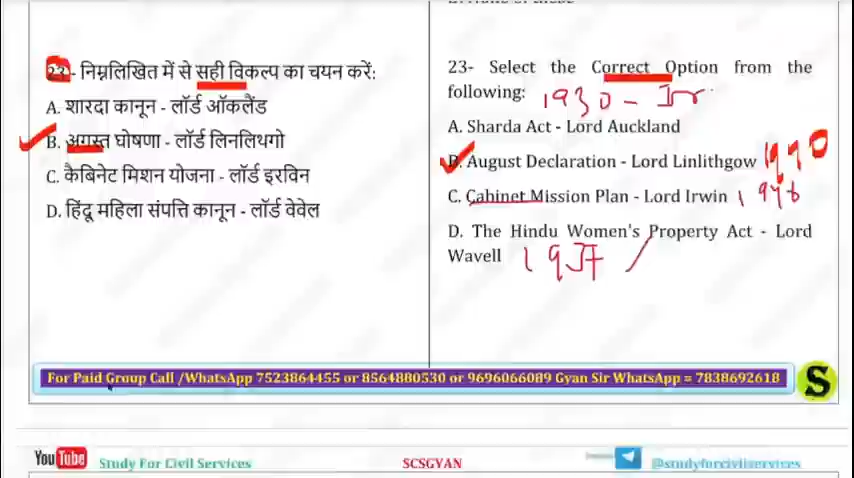 23- निम्नलिखित में से सही विकल्प का चयन करें:
A. शारदा कानून - लॉर्ड ऑकलैंड
B. अगस्त घोषणा - लॉर्ड लिनलिथगो
C. कैबिनेट मिशन योजना - लॉर्ड इरविन
D. हिंदू महिला संपत्ति कानून - लॉर्ड वेवेल
23- Select the Correct Option from the
following: 1930 -
A. Sharda Act - Lord Auckland
B. August Declaration - Lord Linlithgow 1940
C. Cabinet Mission Plan - Lord Irwin 1946
D. The Hindu Women's Property Act - Lord
Wavell 1937
For Paid Group Call /WhatsApp 7523864455 or 8564880530 or 9696066089 Gyan Sir WhatsApp = 7838692618
S
YouTube Study For Civil Services
SCSGYAN
@studyforcivilservices